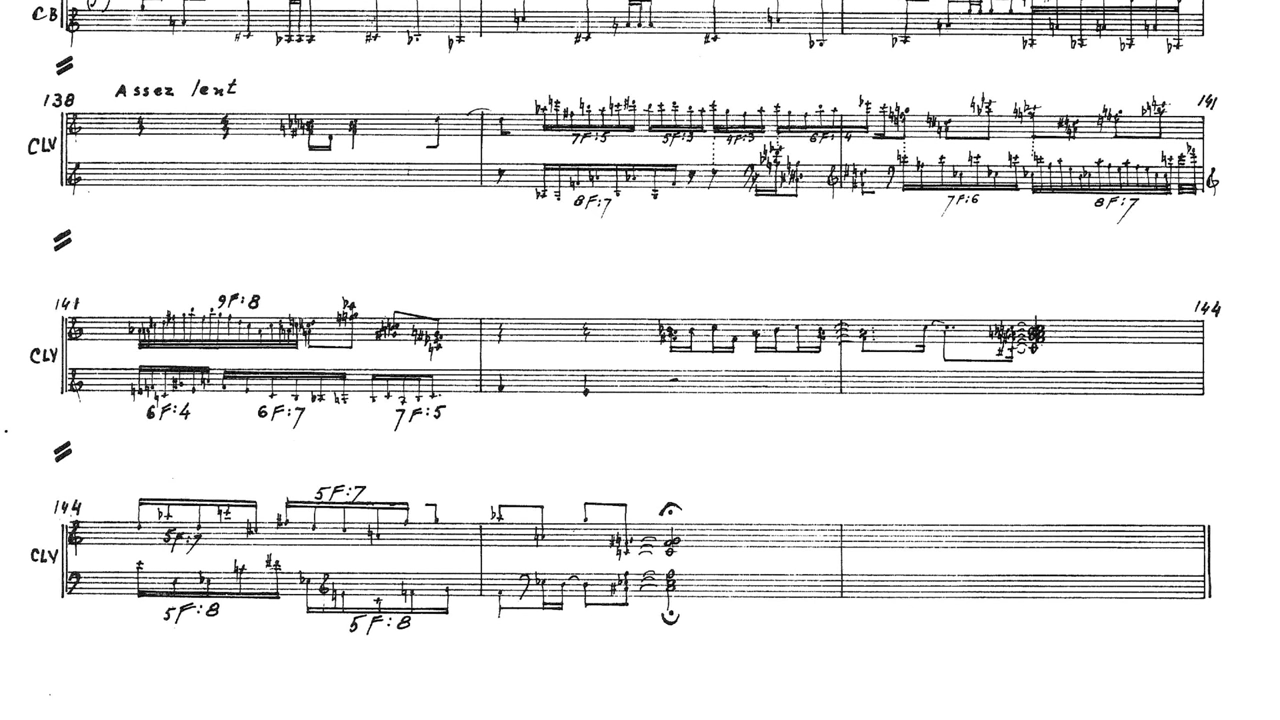 CB
138 Assez lent 141
CLV
7F:5 5F:3 4F:3 6F:4
8F:7 7F:6 8F:7
141 9F:8 144
CLV
6F:4 6F:7 7F:5
144 5F:7
CLV 5F:7
5F:8 5F:8